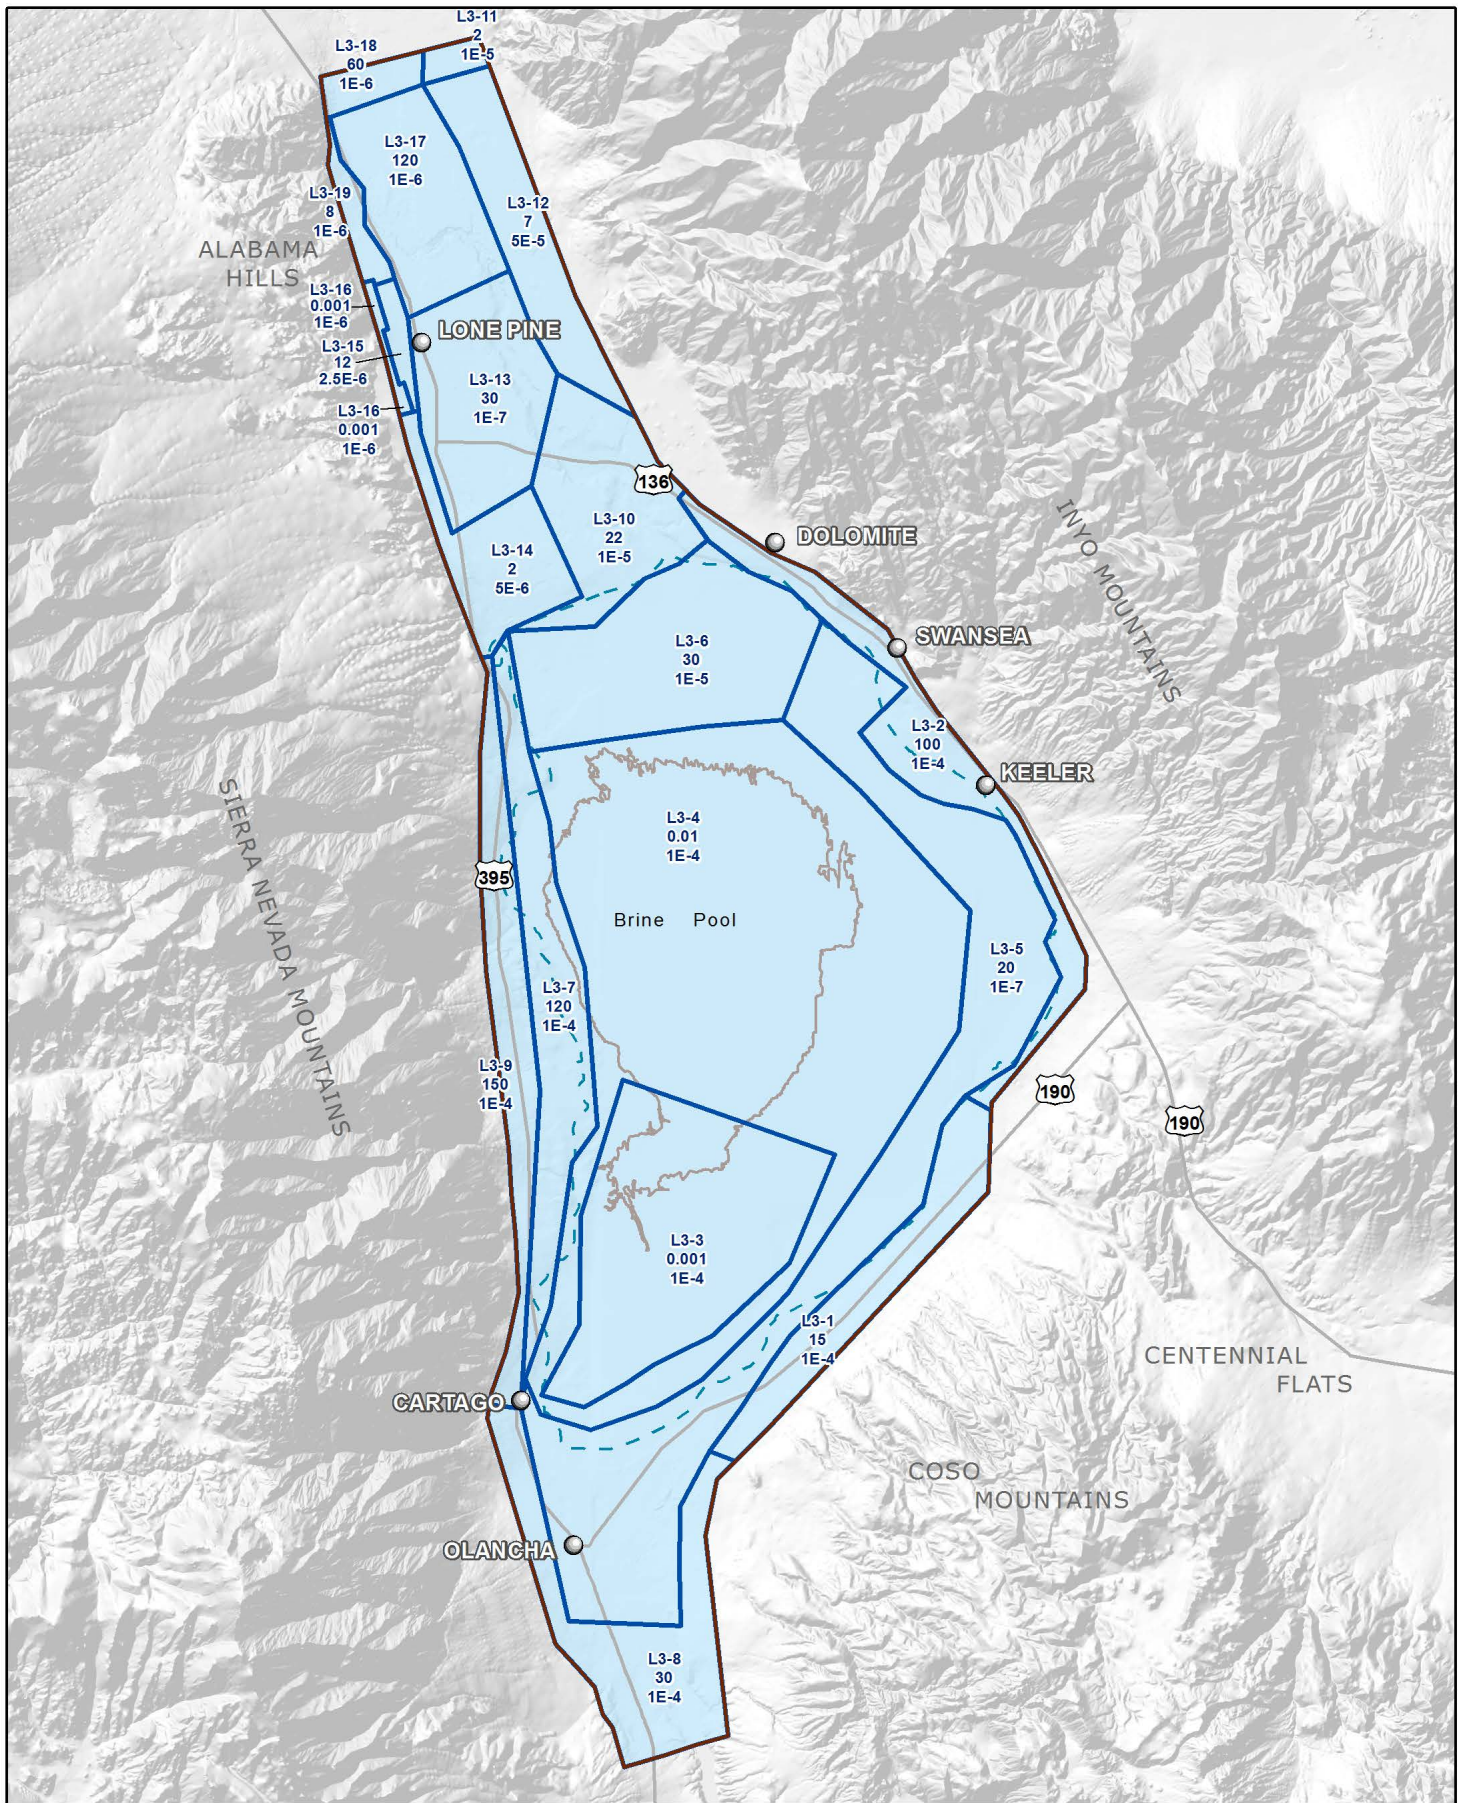 L3-11
2
1E-5
L3-18
60
1E-6
L3-17
120
1E-6
L3-19
8
1E-6
L3-12
7
5E-5
ALABAMA
HILLS
L3-16
0.001
1E-6
LONE PINE
L3-15
12
2.5E-6
L3-13
30
1E-7
L3-16
0.001
1E-6
136
L3-10
22
1E-5
DOLOMITE
L3-14
2
5E-6
INYO MOUNTAINS
SWANSEA
L3-6
30
1E-5
L3-2
100
1E-4
KEELER
SIERRA NEVADA MOUNTAINS
L3-4
0.01
1E-4
395
Brine Pool
L3-5
20
1E-7
L3-7
120
1E-4
L3-9
150
1E-4
190
190
L3-3
0.001
1E-4
L3-1
15
1E-4
CENTENNIAL
FLATS
CARTAGO
COSO
MOUNTAINS
OLANCHA
L3-8
30
1E-4